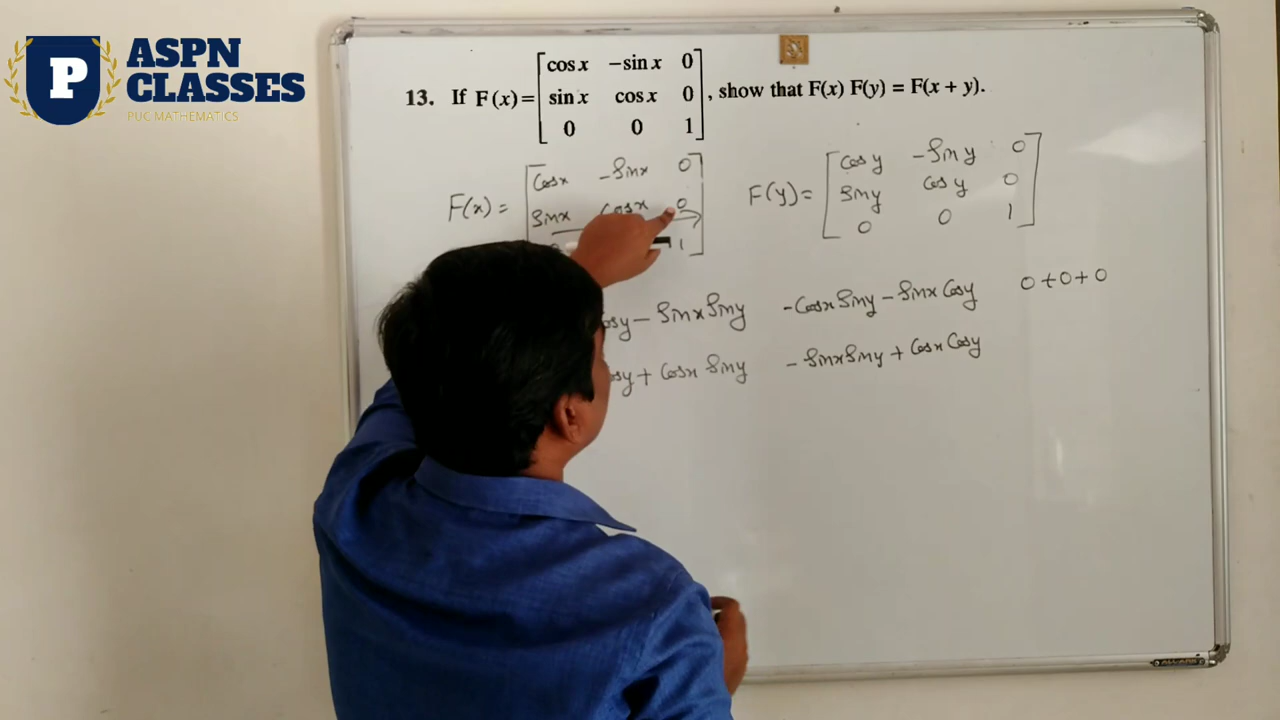 P
ASPN
CLASSES
PUC MATHEMATICS
13. If F(x)= [ cos x −sin x 0
sin x cos x 0
0 0 1 ] , show that F(x) F(y) = F(x + y).
F(x) = [ Cosx −Sinx 0
Sinx Cosx 0
1 ]
F(y) = [ Cosy −Siny 0
Siny Cosy 0
0 0 1 ]
− Sinx Siny −Cosx Siny − Sinx Cosy 0+0+0
+ Cosx Siny − Sinx Siny + Cosx Cosy